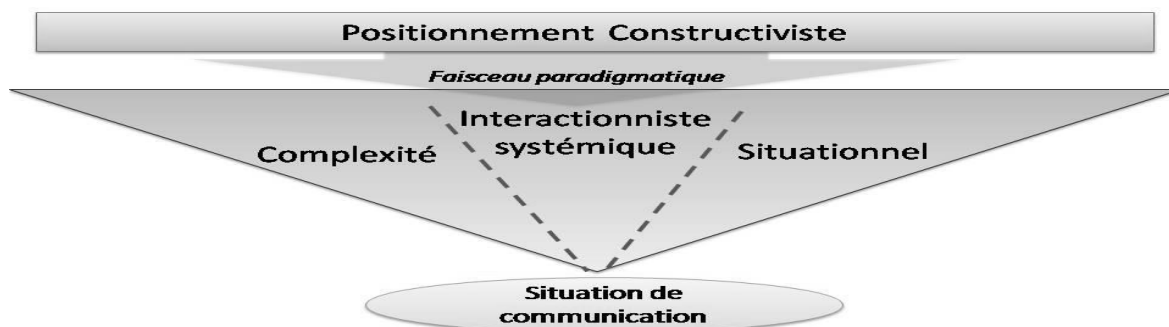 Positionnement Constructiviste
Faisceau paradigmatique
Interactionniste
systémique
Complexité
Situationnel
Situation de
communication